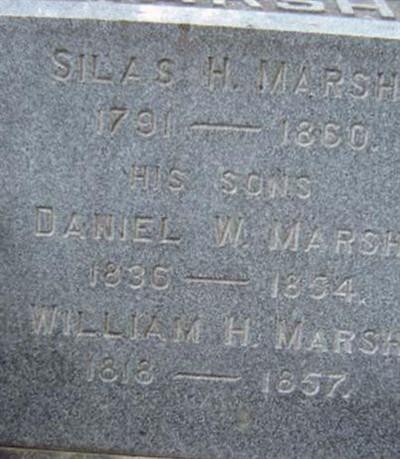 SILAS H. MARSH
1791 — 1860.
HIS SONS
DANIEL W. MARSH
1836 — 1854.
WILLIAM H. MARSH
1818 — 1857.